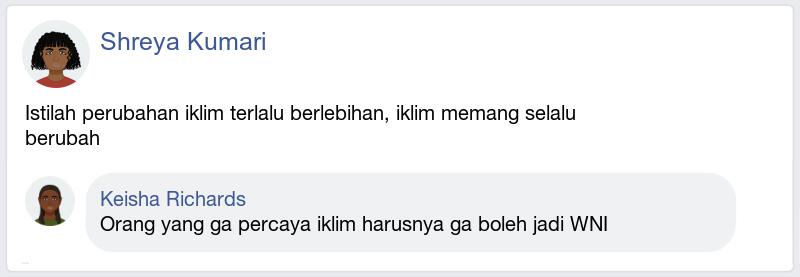 Shreya Kumari
Istilah perubahan iklim terlalu berlebihan, iklim memang selalu
berubah
Keisha Richards
Orang yang ga percaya iklim harusnya ga boleh jadi WNI